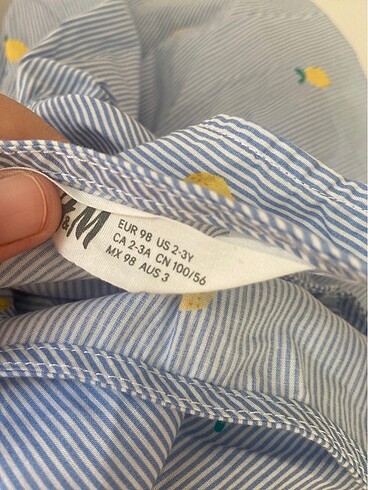 &M
EUR 98 US 2-3Y
CA 2-3A CN 100/56
MX 98 AUS 3